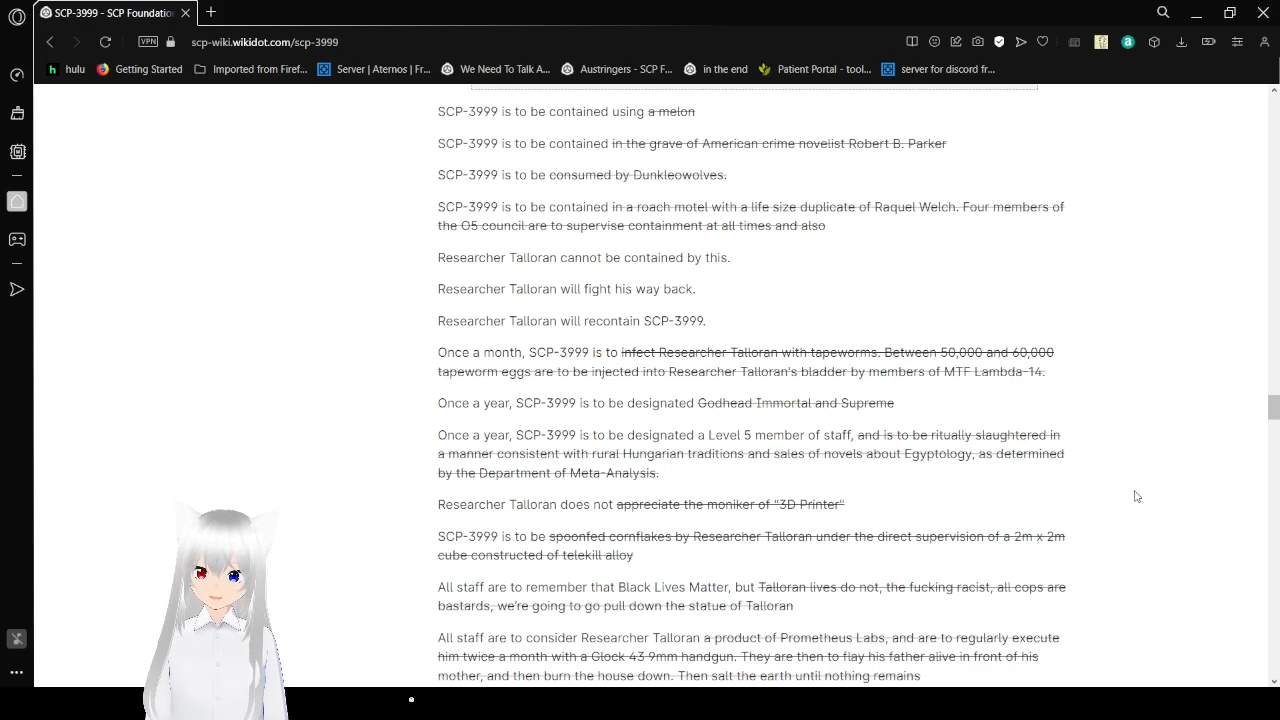 SCP-3999 - SCP Foundatio
VPN scp-wiki.wikidot.com/scp-3999
hulu Getting Started Imported from Firef... Server | Aternos | Fr... We Need To Talk A... Austringers - SCP F... in the end Patient Portal - tool... server for discord fr...
SCP-3999 is to be contained using a melon
SCP-3999 is to be contained in the grave of American crime novelist Robert B. Parker
SCP-3999 is to be consumed by Dunkleowolves.
SCP-3999 is to be contained in a roach motel with a life size duplicate of Raquel Welch. Four members of
the O5 council are to supervise containment at all times and also
Researcher Talloran cannot be contained by this.
Researcher Talloran will fight his way back.
Researcher Talloran will recontain SCP-3999.
Once a month, SCP-3999 is to infect Researcher Talloran with tapeworms. Between 50,000 and 60,000
tapeworm eggs are to be injected into Researcher Talloran's bladder by members of MTF Lambda-14.
Once a year, SCP-3999 is to be designated Godhead Immortal and Supreme
Once a year, SCP-3999 is to be designated a Level 5 member of staff, and is to be ritually slaughtered in
a manner consistent with rural Hungarian traditions and sales of novels about Egyptology, as determined
by the Department of Meta-Analysis.
Researcher Talloran does not appreciate the moniker of "3D Printer"
SCP-3999 is to be spoonfed cornflakes by Researcher Talloran under the direct supervision of a 2m x 2m
cube constructed of telekill alloy
All staff are to remember that Black Lives Matter, but Talloran lives do not, the fucking racist, all cops are
bastards, we're going to go pull down the statue of Talloran
All staff are to consider Researcher Talloran a product of Prometheus Labs, and are to regularly execute
him twice a month with a Glock 43 9mm handgun. They are then to flay his father alive in front of his
mother, and then burn the house down. Then salt the earth until nothing remains